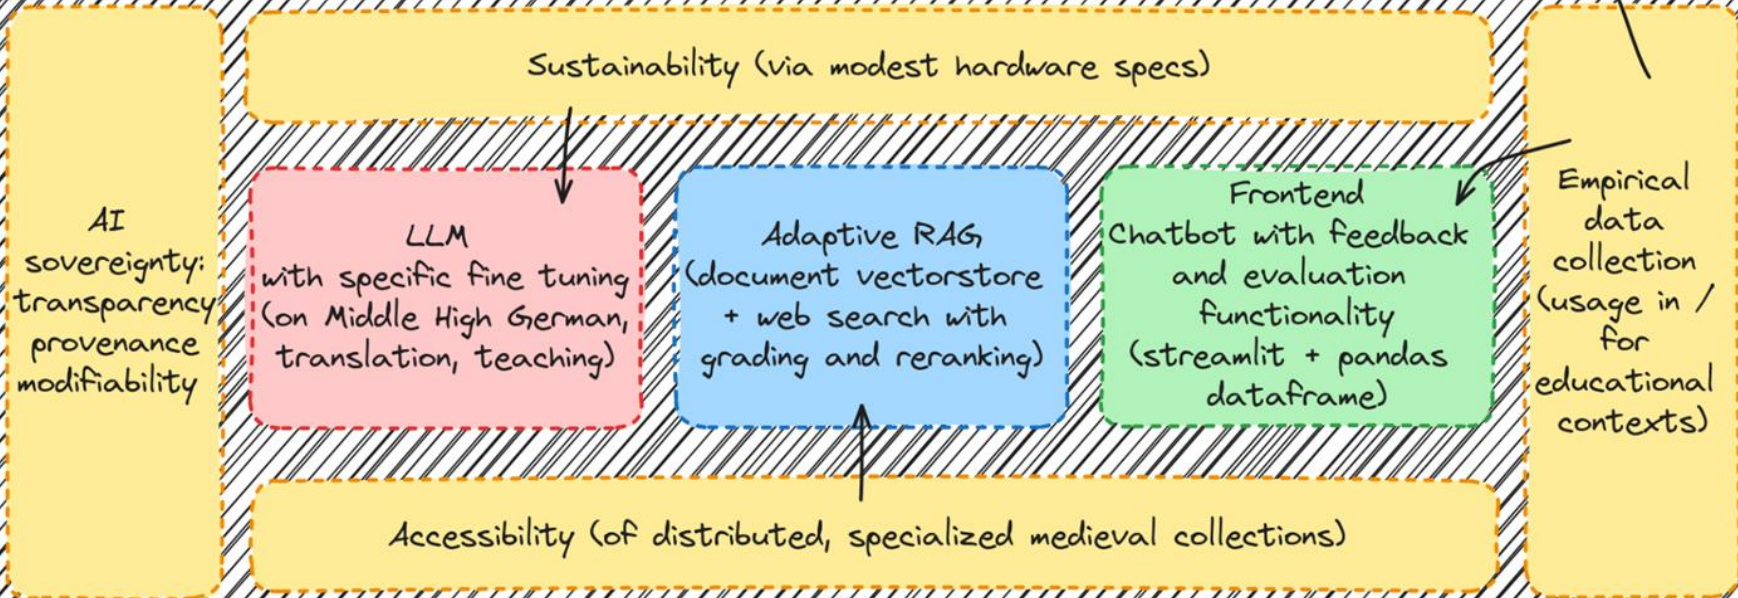 Sustainability (via modest hardware specs)
AI
sovereignty:
transparency
provenance
modifiability
LLM
with specific fine tuning
(on Middle High German,
translation, teaching)
Adaptive RAG
(document vectorstore
+ web search with
grading and reranking)
Frontend
Chatbot with feedback
and evaluation
functionality
(streamlit + pandas
dataframe)
Empirical
data
collection
(usage in /
for
educational
contexts)
Accessibility (of distributed, specialized medieval collections)